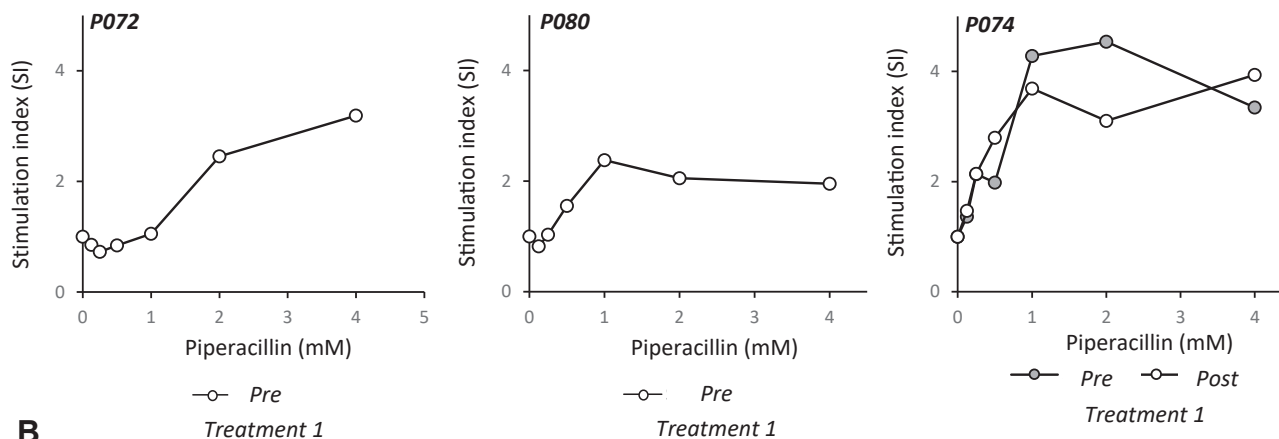 P072
P080
P074
Stimulation index (SI)
4
2
0
0 1 2 3 4 5
Piperacillin (mM)
Pre
Treatment 1
Stimulation index (SI)
4
2
0
0 1 2 3 4
Piperacillin (mM)
Pre
Treatment 1
Stimulation index (SI)
4
2
0
0 1 2 3 4
Piperacillin (mM)
Pre Post
Treatment 1
B